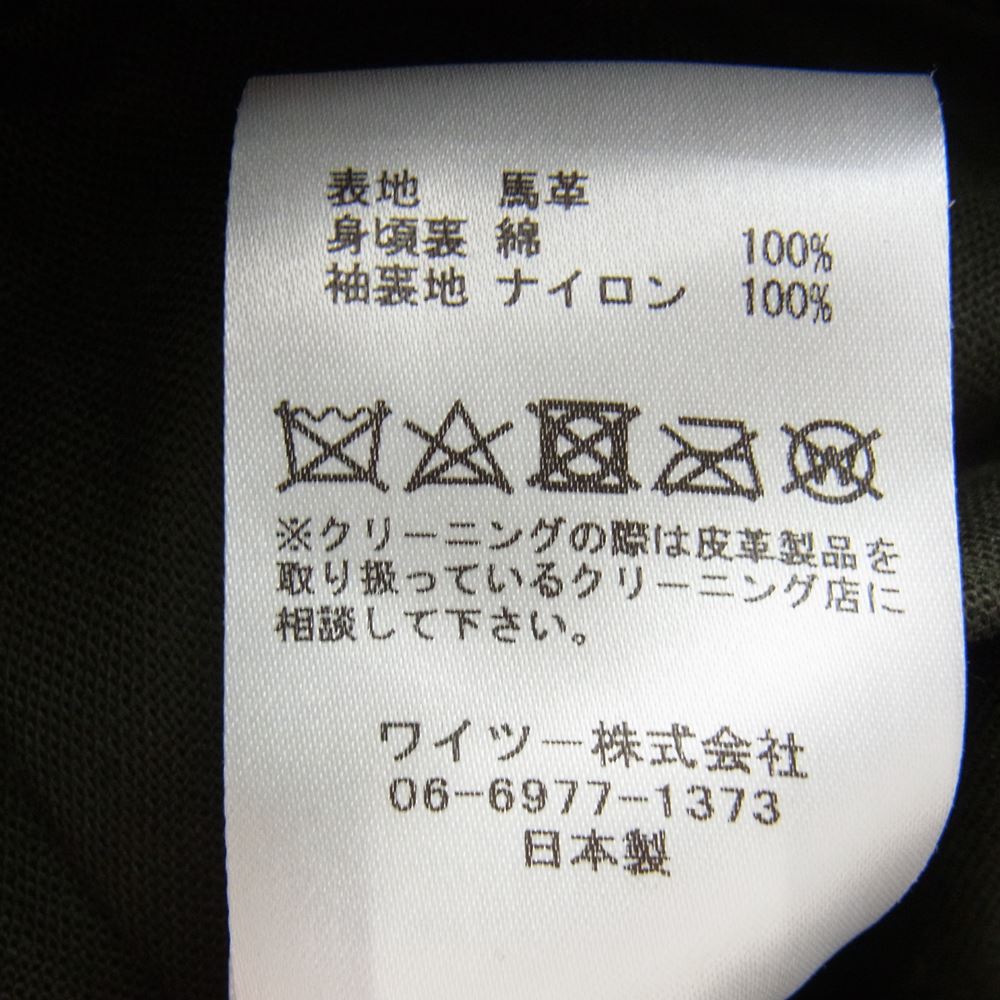 表地 馬革
身頃裏 綿 100%
袖裏地 ナイロン 100%
W
※クリーニングの際は皮革製品を
取り扱っているクリーニング店に
相談して下さい。
ワイツー株式会社
06-6977-1373
日本製